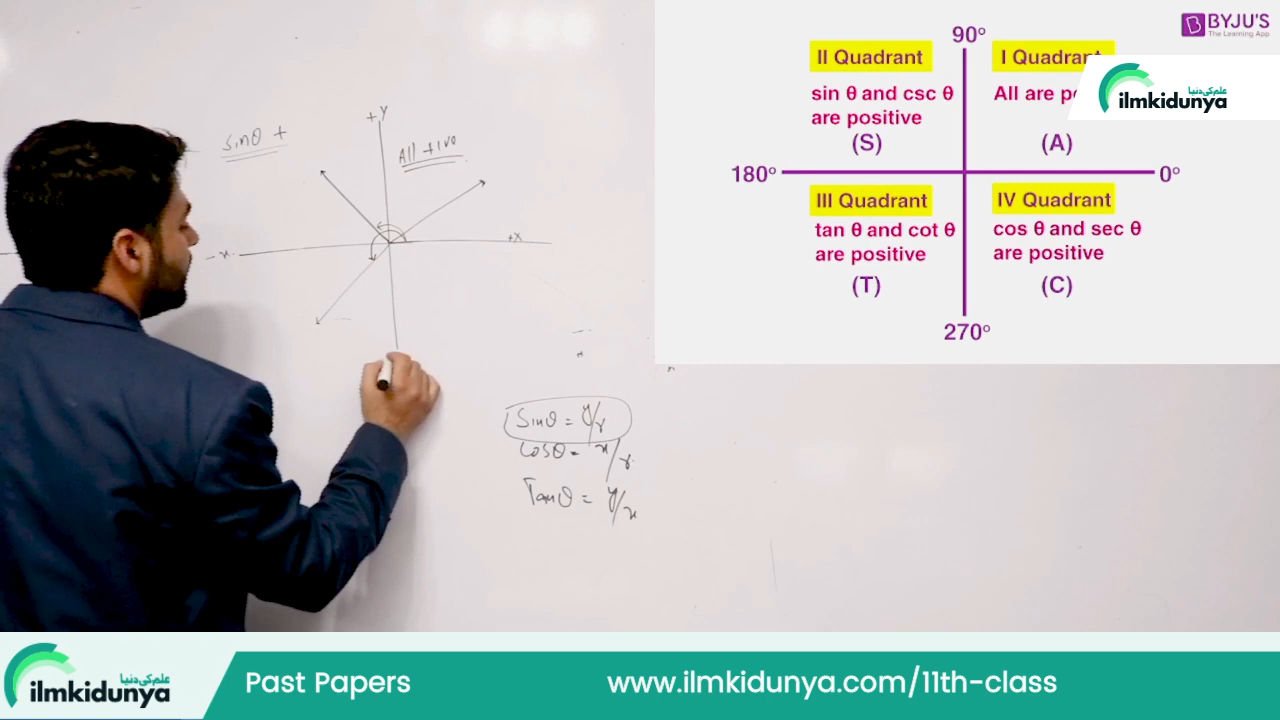 Sinθ +
+Y
All +ive
-x
+x
Sinθ = y/r
Cosθ = x/r
Tanθ = y/x
BYJU'S
The Learning App
90°
II Quadrant
sin θ and csc θ
are positive
(S)
I Quadrant
All are
(A)
علم کی دنیا
ilmkidunya
180°
0°
III Quadrant
tan θ and cot θ
are positive
(T)
IV Quadrant
cos θ and sec θ
are positive
(C)
270°
علم کی دنیا
ilmkidunya
Past Papers
www.ilmkidunya.com/11th-class